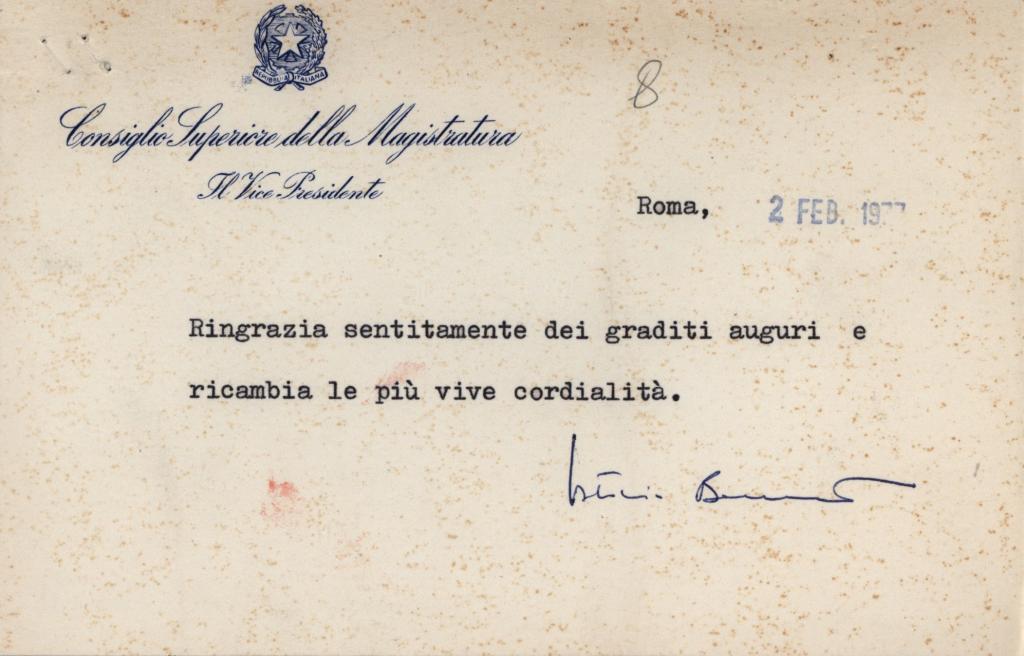 REPUBBLICA ITALIANA
8
Consiglio Superiore della Magistratura
Il Vice Presidente
Roma, 2 FEB. 1977
Ringrazia sentitamente dei graditi auguri e
ricambia le più vive cordialità.